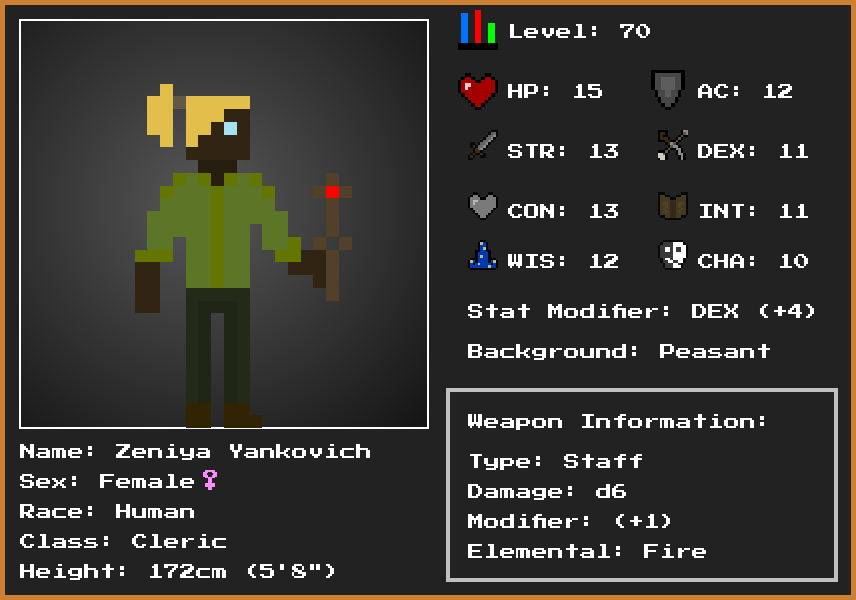 Level: 70
HP: 15
AC: 12
STR: 13
DEX: 11
CON: 13
INT: 11
WIS: 12
CHA: 10
Stat Modifier: DEX (+4)
Background: Peasant
Weapon Information:
Type: Staff
Damage: d6
Modifier: (+1)
Elemental: Fire
Name: Zeniya Yankovich
Sex: Female♀
Race: Human
Class: Cleric
Height: 172cm (5'8")